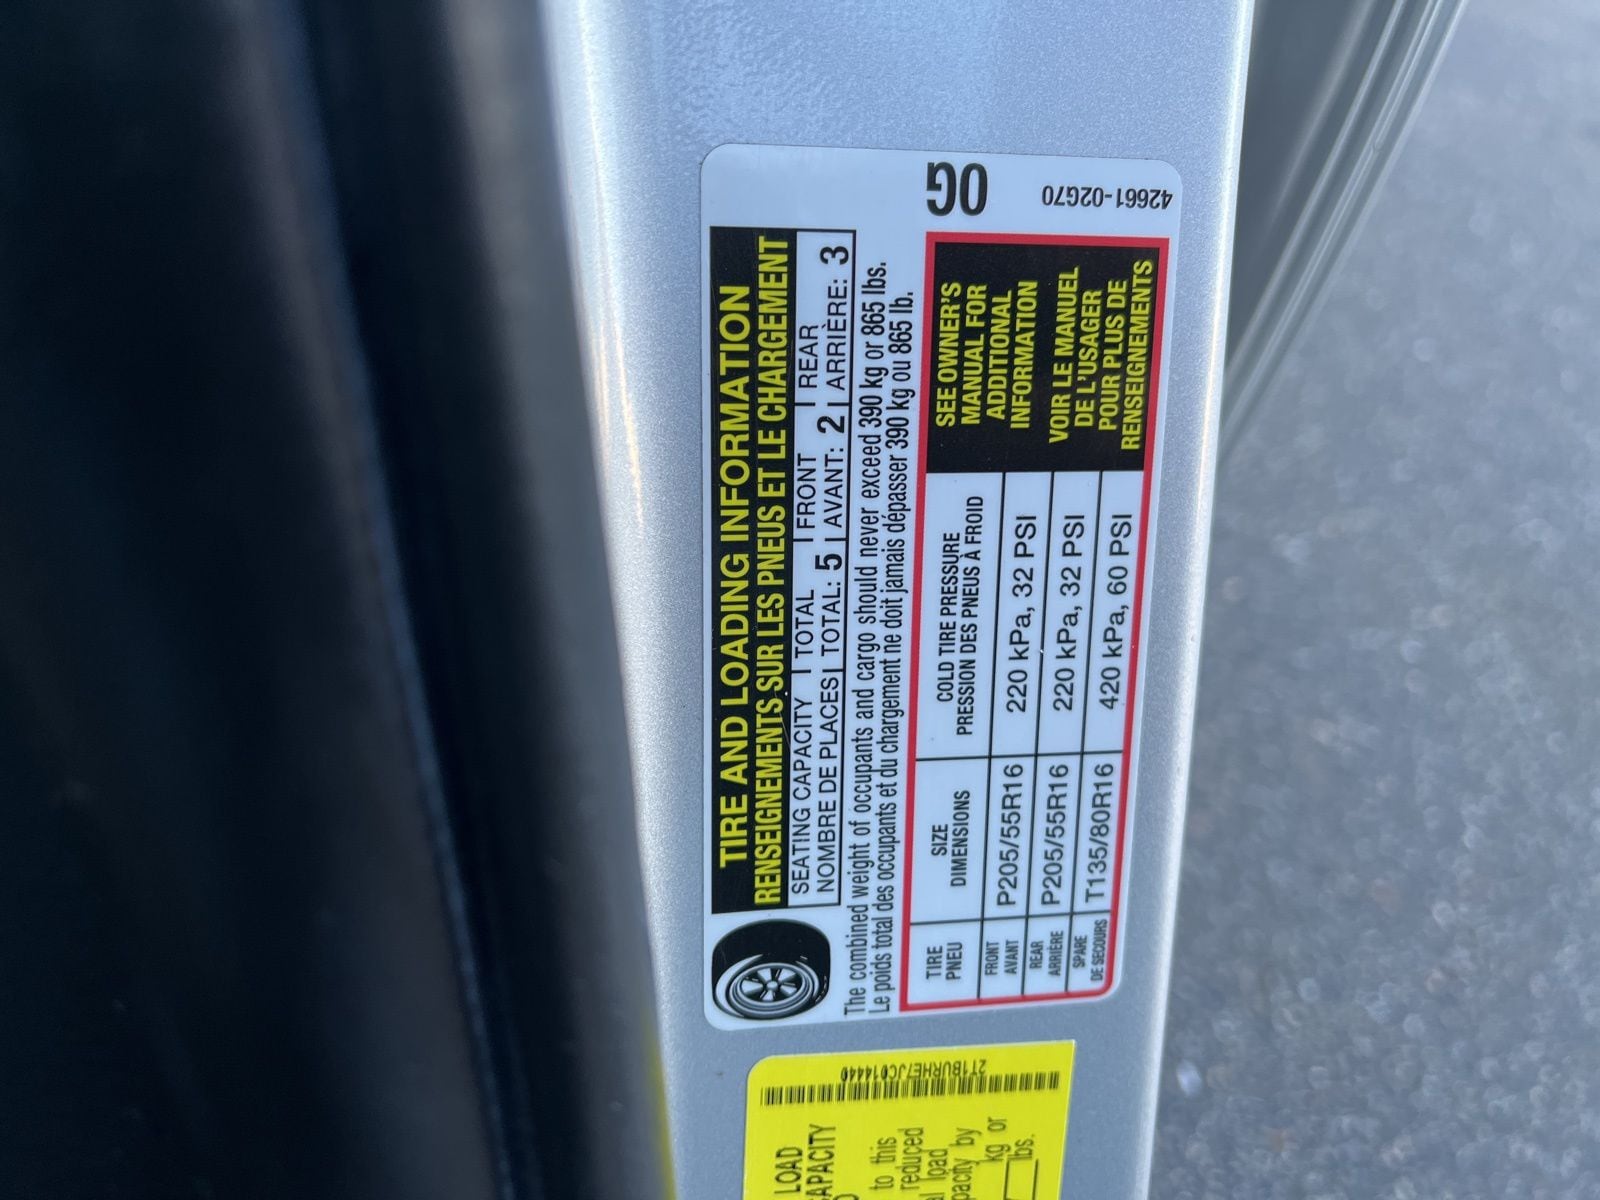 TIRE AND LOADING INFORMATION
RENSEIGNEMENTS SUR LES PNEUS ET LE CHARGEMENT
SEATING CAPACITY TOTAL FRONT REAR
NOMBRE DE PLACES TOTAL: 5 AVANT: 2 ARRIÈRE: 3
The combined weight of occupants and cargo should never exceed 390 kg or 865 lbs.
Le poids total des occupants et du chargement ne doit jamais dépasser 390 kg ou 865 lb.
TIRE SIZE COLD TIRE PRESSURE
PNEU DIMENSIONS PRESSION DES PNEUS À FROID
FRONT
AVANT P205/55R16 220 kPa, 32 PSI
REAR
ARRIÈRE P205/55R16 220 kPa, 32 PSI
SPARE
DE SECOURS T135/80R16 420 kPa, 60 PSI
SEE OWNER'S
MANUAL FOR
ADDITIONAL
INFORMATION
VOIR LE MANUEL
DE L'USAGER
POUR PLUS DE
RENSEIGNEMENTS
0G
42661-02G70
2T1BURHE7JC014440
LOAD
CAPACITY
to this
reduced
load
by
kg or
lbs.